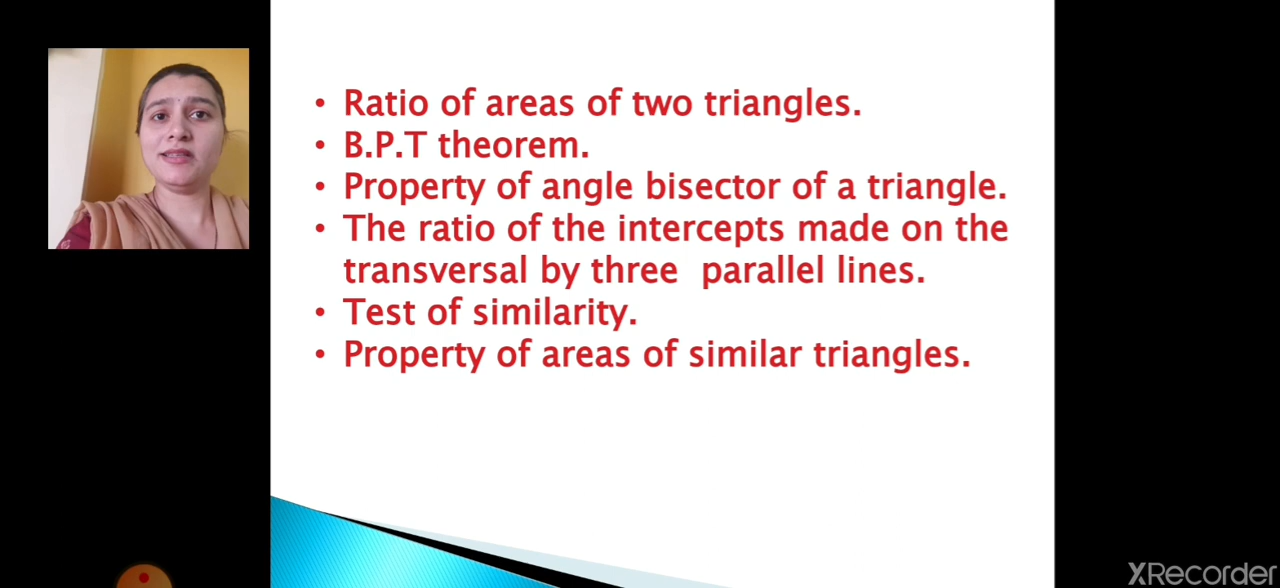 • Ratio of areas of two triangles.
• B.P.T theorem.
• Property of angle bisector of a triangle.
• The ratio of the intercepts made on the
transversal by three parallel lines.
• Test of similarity.
• Property of areas of similar triangles.
XRecorder